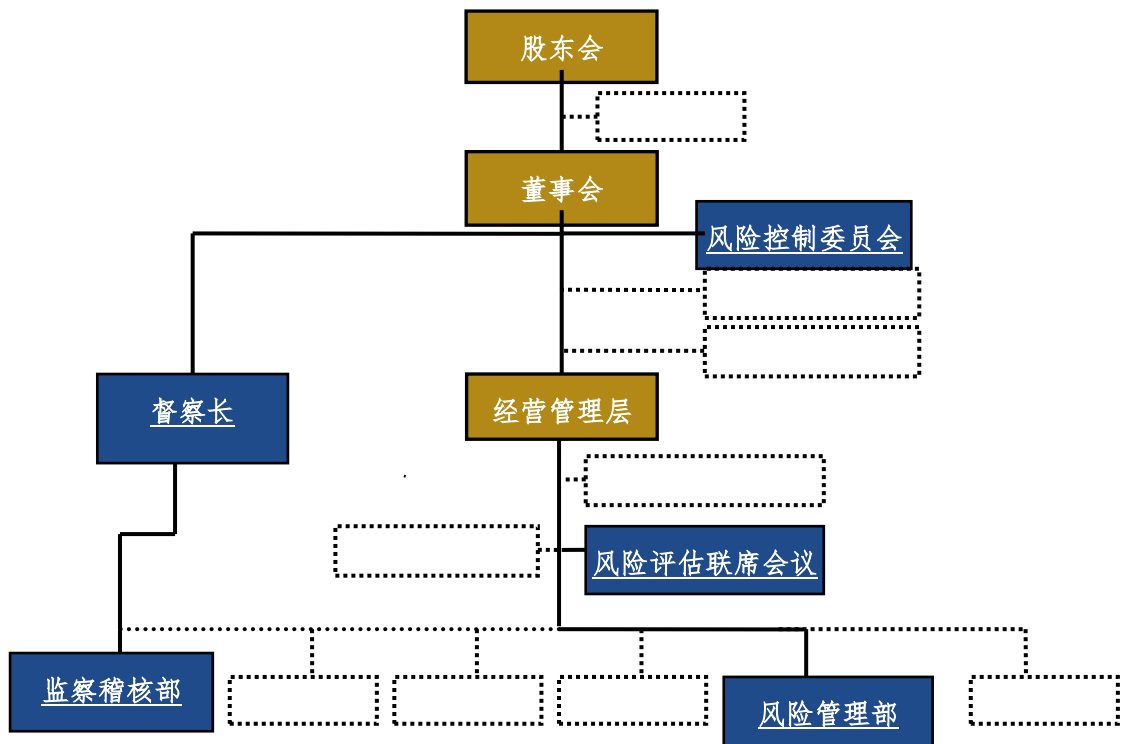 股东会
董事会
风险控制委员会
督察长
经营管理层
风险评估联席会议
监察稽核部
风险管理部